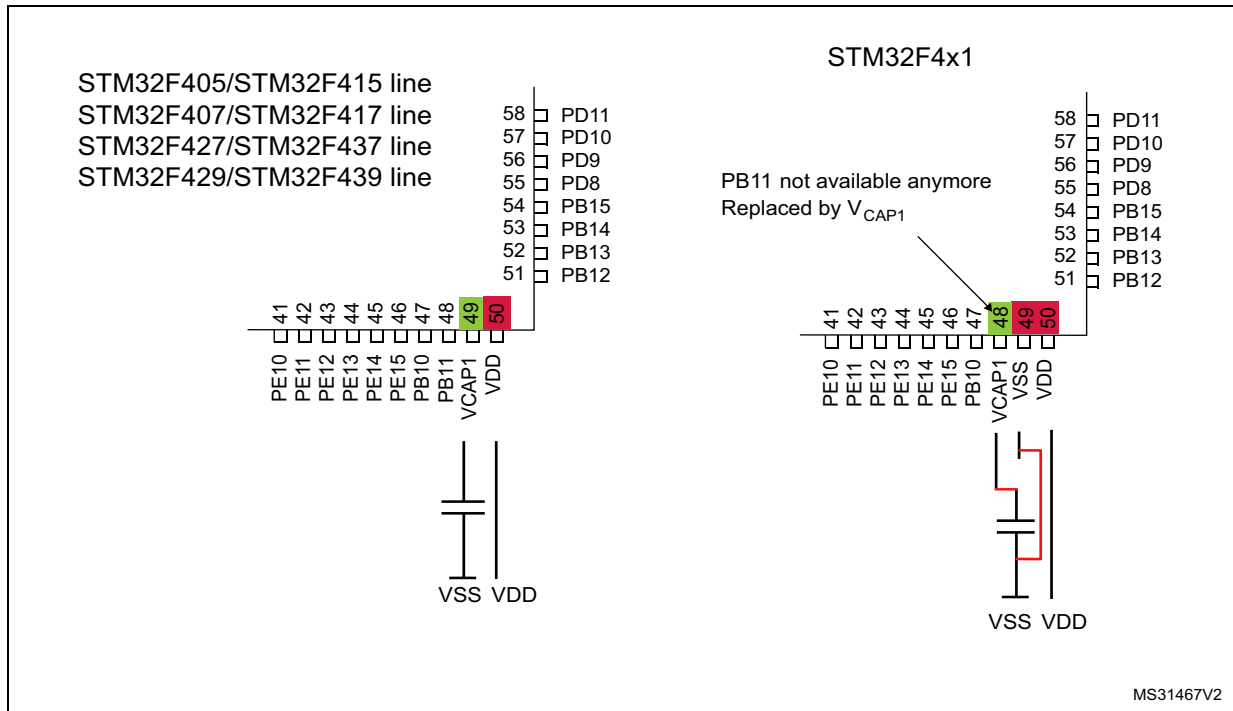 STM32F405/STM32F415 line
STM32F407/STM32F417 line
STM32F427/STM32F437 line
STM32F429/STM32F439 line
58 PD11
57 PD10
56 PD9
55 PD8
54 PB15
53 PB14
52 PB13
51 PB12
41 42 43 44 45 46 47 48 49 50
PE10 PE11 PE12 PE13 PE14 PE15 PB10 PB11 VCAP1 VDD
VSS VDD
STM32F4x1
PB11 not available anymore
Replaced by VCAP1
58 PD11
57 PD10
56 PD9
55 PD8
54 PB15
53 PB14
52 PB13
51 PB12
41 42 43 44 45 46 47 48 49 50
PE10 PE11 PE12 PE13 PE14 PE15 PB10 VCAP1 VSS VDD
VSS VDD
MS31467V2